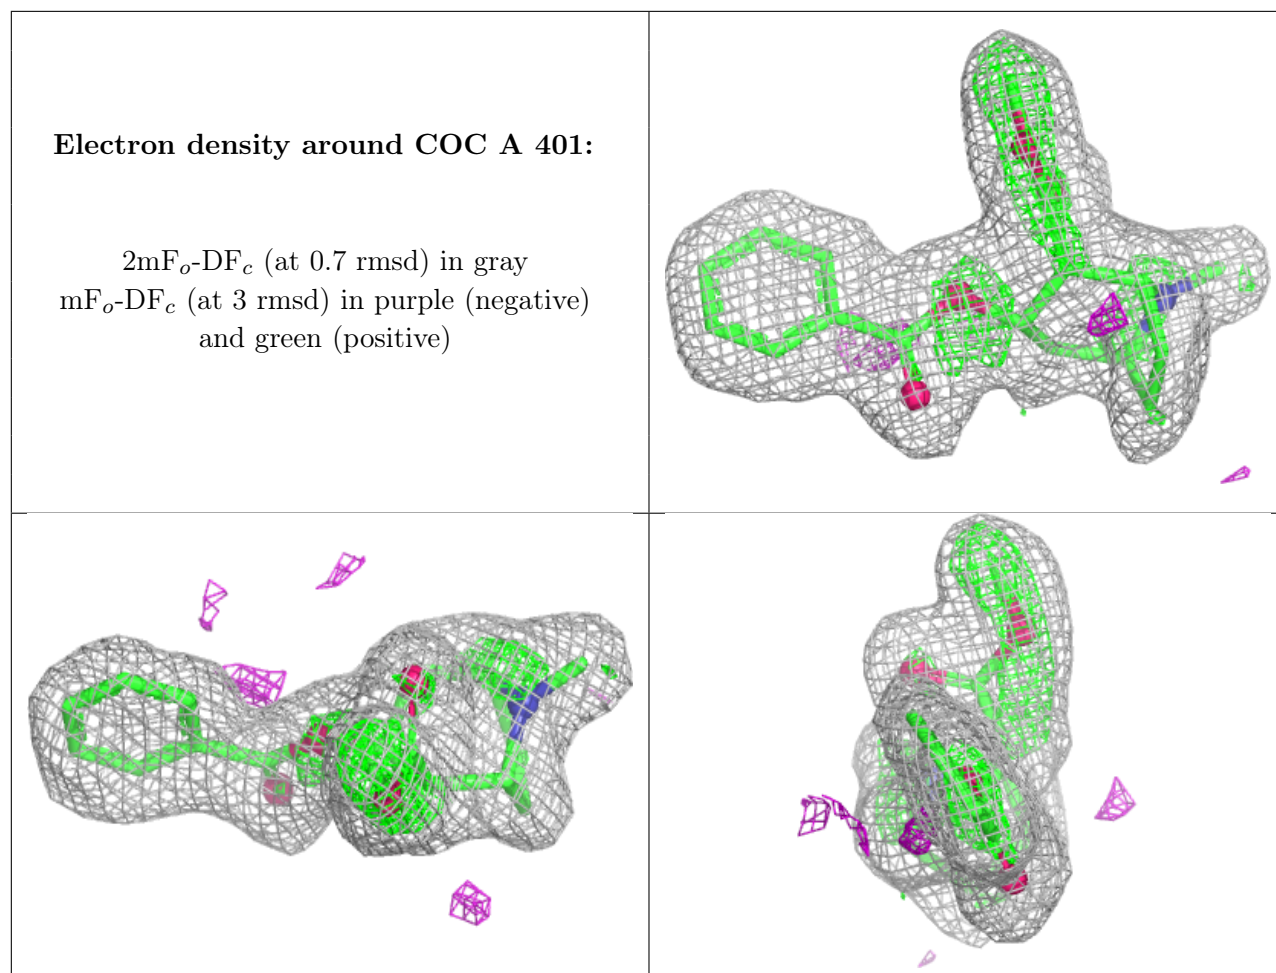 Electron density around COC A 401:
2mFₒ-DF𝒸 (at 0.7 rmsd) in gray
mFₒ-DF𝒸 (at 3 rmsd) in purple (negative)
and green (positive)